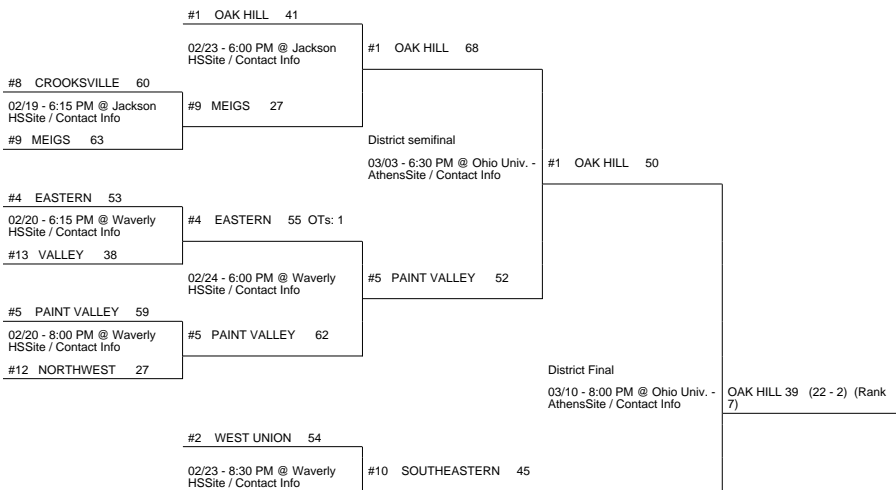 #1 OAK HILL 41
02/23 - 6:00 PM @ Jackson
HSSite / Contact Info
#1 OAK HILL 68
#8 CROOKSVILLE 60
02/19 - 6:15 PM @ Jackson
HSSite / Contact Info
#9 MEIGS 27
#9 MEIGS 63
District semifinal
03/03 - 6:30 PM @ Ohio Univ. -
AthensSite / Contact Info
#1 OAK HILL 50
#4 EASTERN 53
02/20 - 6:15 PM @ Waverly
HSSite / Contact Info
#4 EASTERN 55 OTs: 1
#13 VALLEY 38
02/24 - 6:00 PM @ Waverly
HSSite / Contact Info
#5 PAINT VALLEY 52
#5 PAINT VALLEY 59
02/20 - 8:00 PM @ Waverly
HSSite / Contact Info
#5 PAINT VALLEY 62
#12 NORTHWEST 27
District Final
03/10 - 8:00 PM @ Ohio Univ. -
AthensSite / Contact Info
OAK HILL 39 (22 - 2) (Rank
7)
#2 WEST UNION 54
02/23 - 8:30 PM @ Waverly
HSSite / Contact Info
#10 SOUTHEASTERN 45